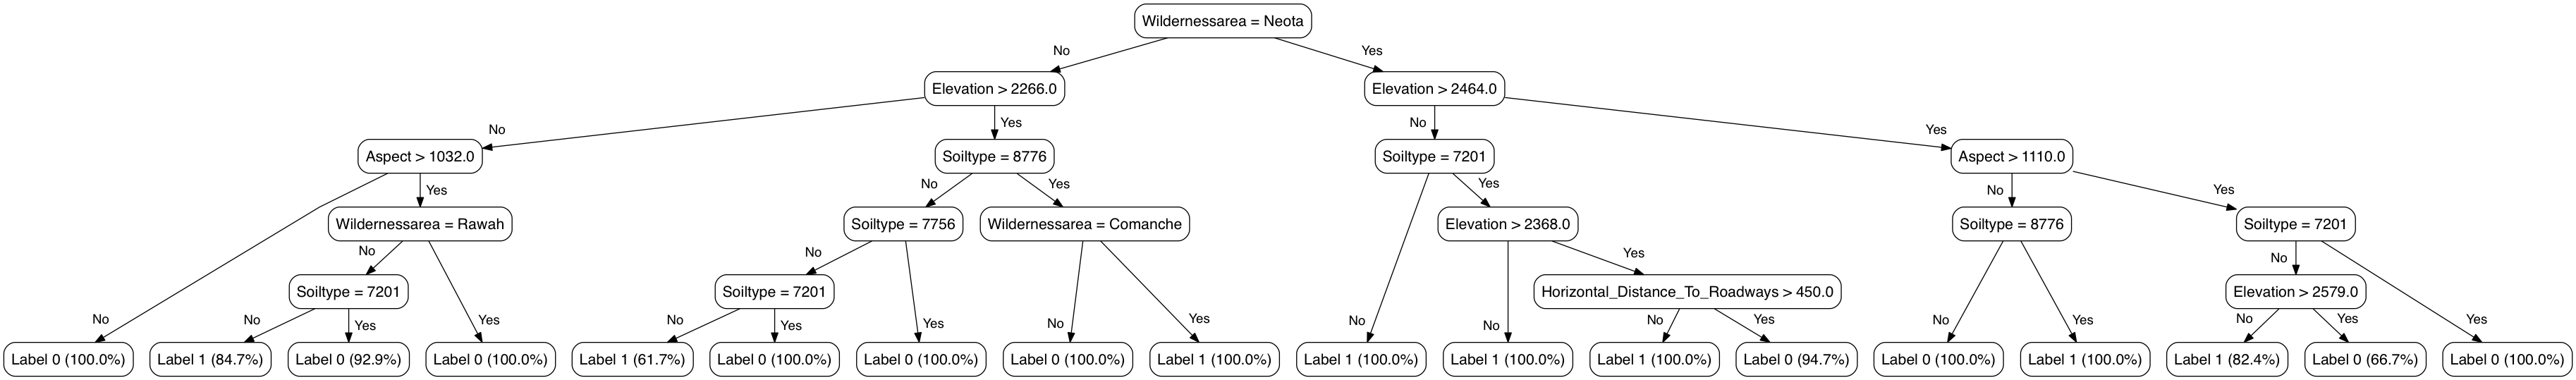 Wildernessarea = Neota
No
Yes
Elevation > 2266.0
Elevation > 2464.0
No
Yes
No
Yes
Aspect > 1032.0
Soiltype = 8776
Soiltype = 7201
Aspect > 1110.0
Yes
No
Yes
Yes
No
Yes
Wildernessarea = Rawah
Soiltype = 7756
Wildernessarea = Comanche
Elevation > 2368.0
Soiltype = 8776
Soiltype = 7201
No
No
Yes
No
Soiltype = 7201
Soiltype = 7201
Horizontal_Distance_To_Roadways > 450.0
Elevation > 2579.0
No
No
Yes
Yes
No
Yes
Yes
No
Yes
No
No
No
Yes
No
Yes
No
Yes
Yes
Label 0 (100.0%)
Label 1 (84.7%)
Label 0 (92.9%)
Label 0 (100.0%)
Label 1 (61.7%)
Label 0 (100.0%)
Label 0 (100.0%)
Label 0 (100.0%)
Label 1 (100.0%)
Label 1 (100.0%)
Label 1 (100.0%)
Label 1 (100.0%)
Label 0 (94.7%)
Label 0 (100.0%)
Label 1 (100.0%)
Label 1 (82.4%)
Label 0 (66.7%)
Label 0 (100.0%)